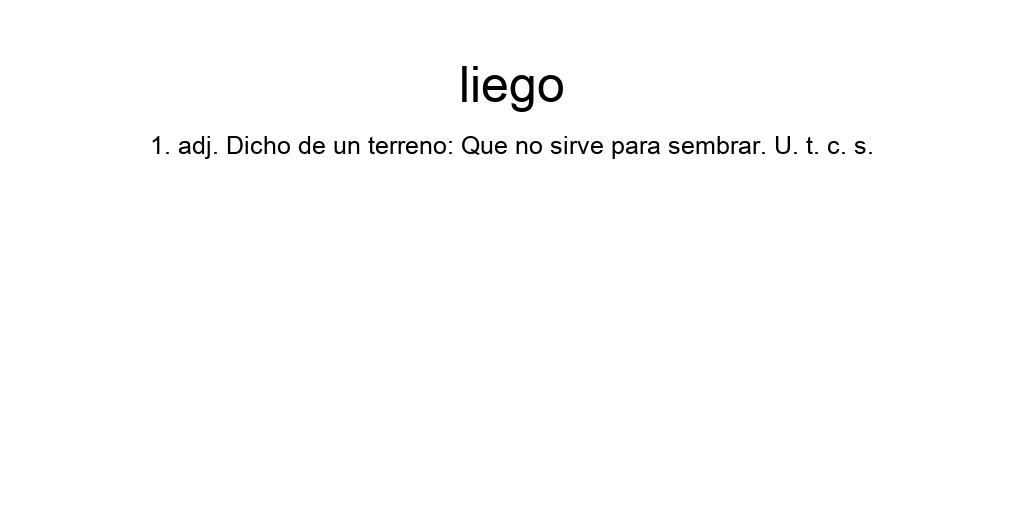 liego
1. adj. Dicho de un terreno: Que no sirve para sembrar. U. t. c. s.